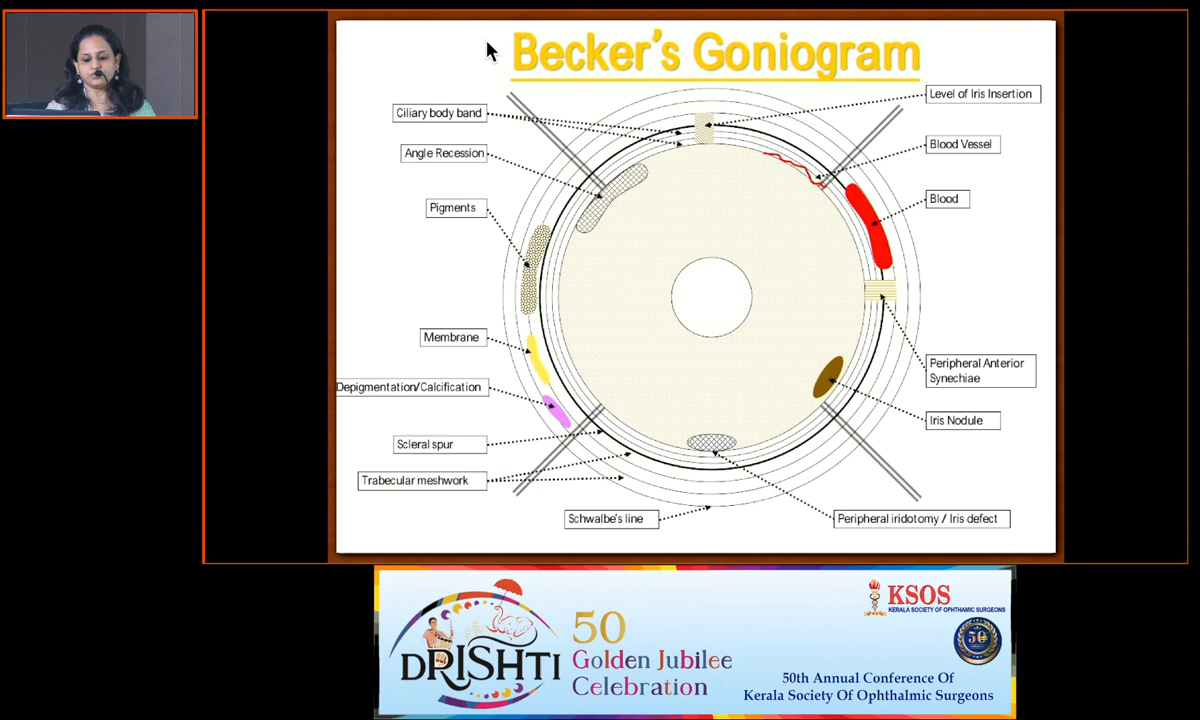 Becker's Goniogram
Ciliary body band
Angle Recession
Pigments
Membrane
Depigmentation/Calcification
Scleral spur
Trabecular meshwork
Schwalbe's line
Level of Iris Insertion
Blood Vessel
Blood
Peripheral Anterior
Synechiae
Iris Nodule
Peripheral iridotomy / Iris defect
DRISHTI
50
Golden Jubilee
Celebration
KSOS
KERALA SOCIETY OF OPHTHAMIC SURGEONS
50
50th Annual Conference Of
Kerala Society Of Ophthalmic Surgeons